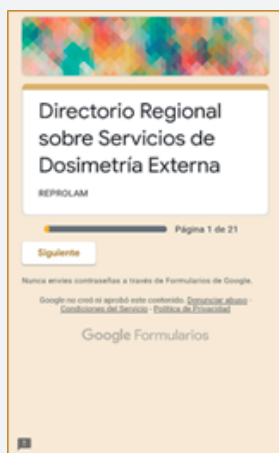 Directorio Regional
sobre Servicios de
Dosimetría Externa
REPROLAM
Página 1 de 21
Siguiente
Nunca envíes contraseñas a través de Formularios de Google.
Google no creó ni aprobó este contenido. Denunciar abuso -
Condiciones del Servicio - Política de Privacidad
Google Formularios